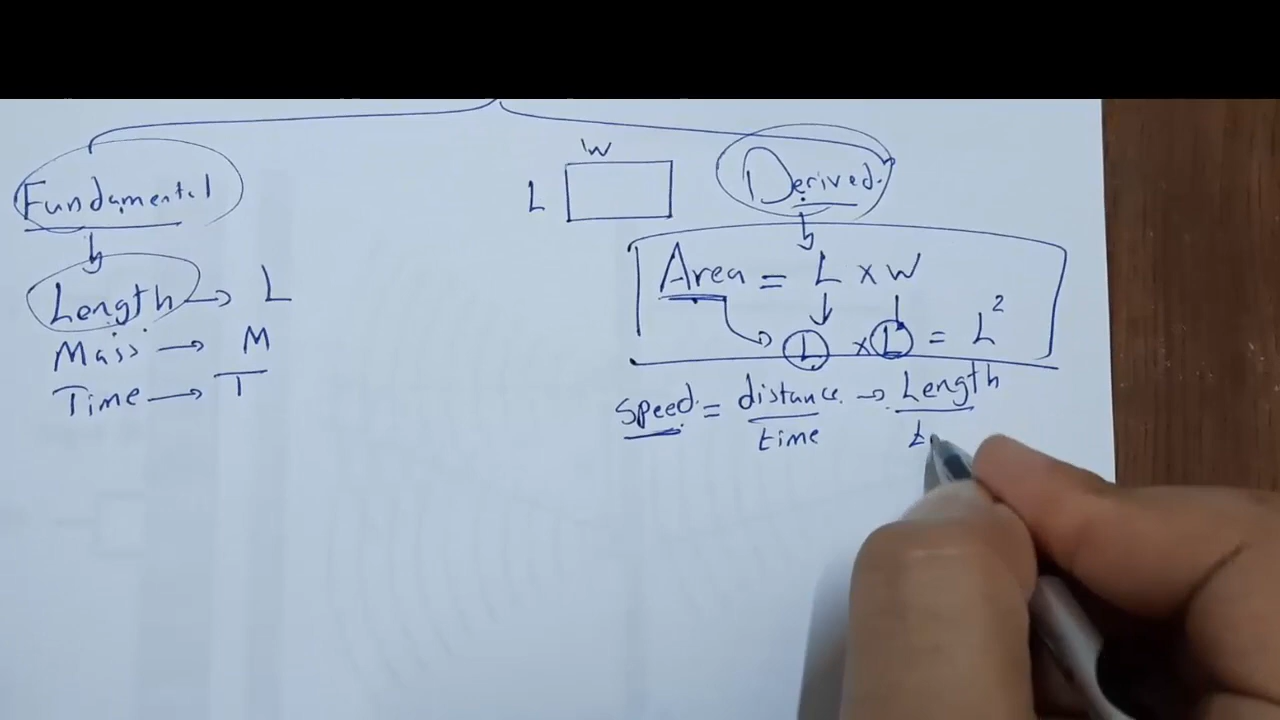 Fundamental
Length → L
Mass → M
Time → T
W
L
Derived.
Area = L x W
L x L = L²
Speed = distance → Length
time t